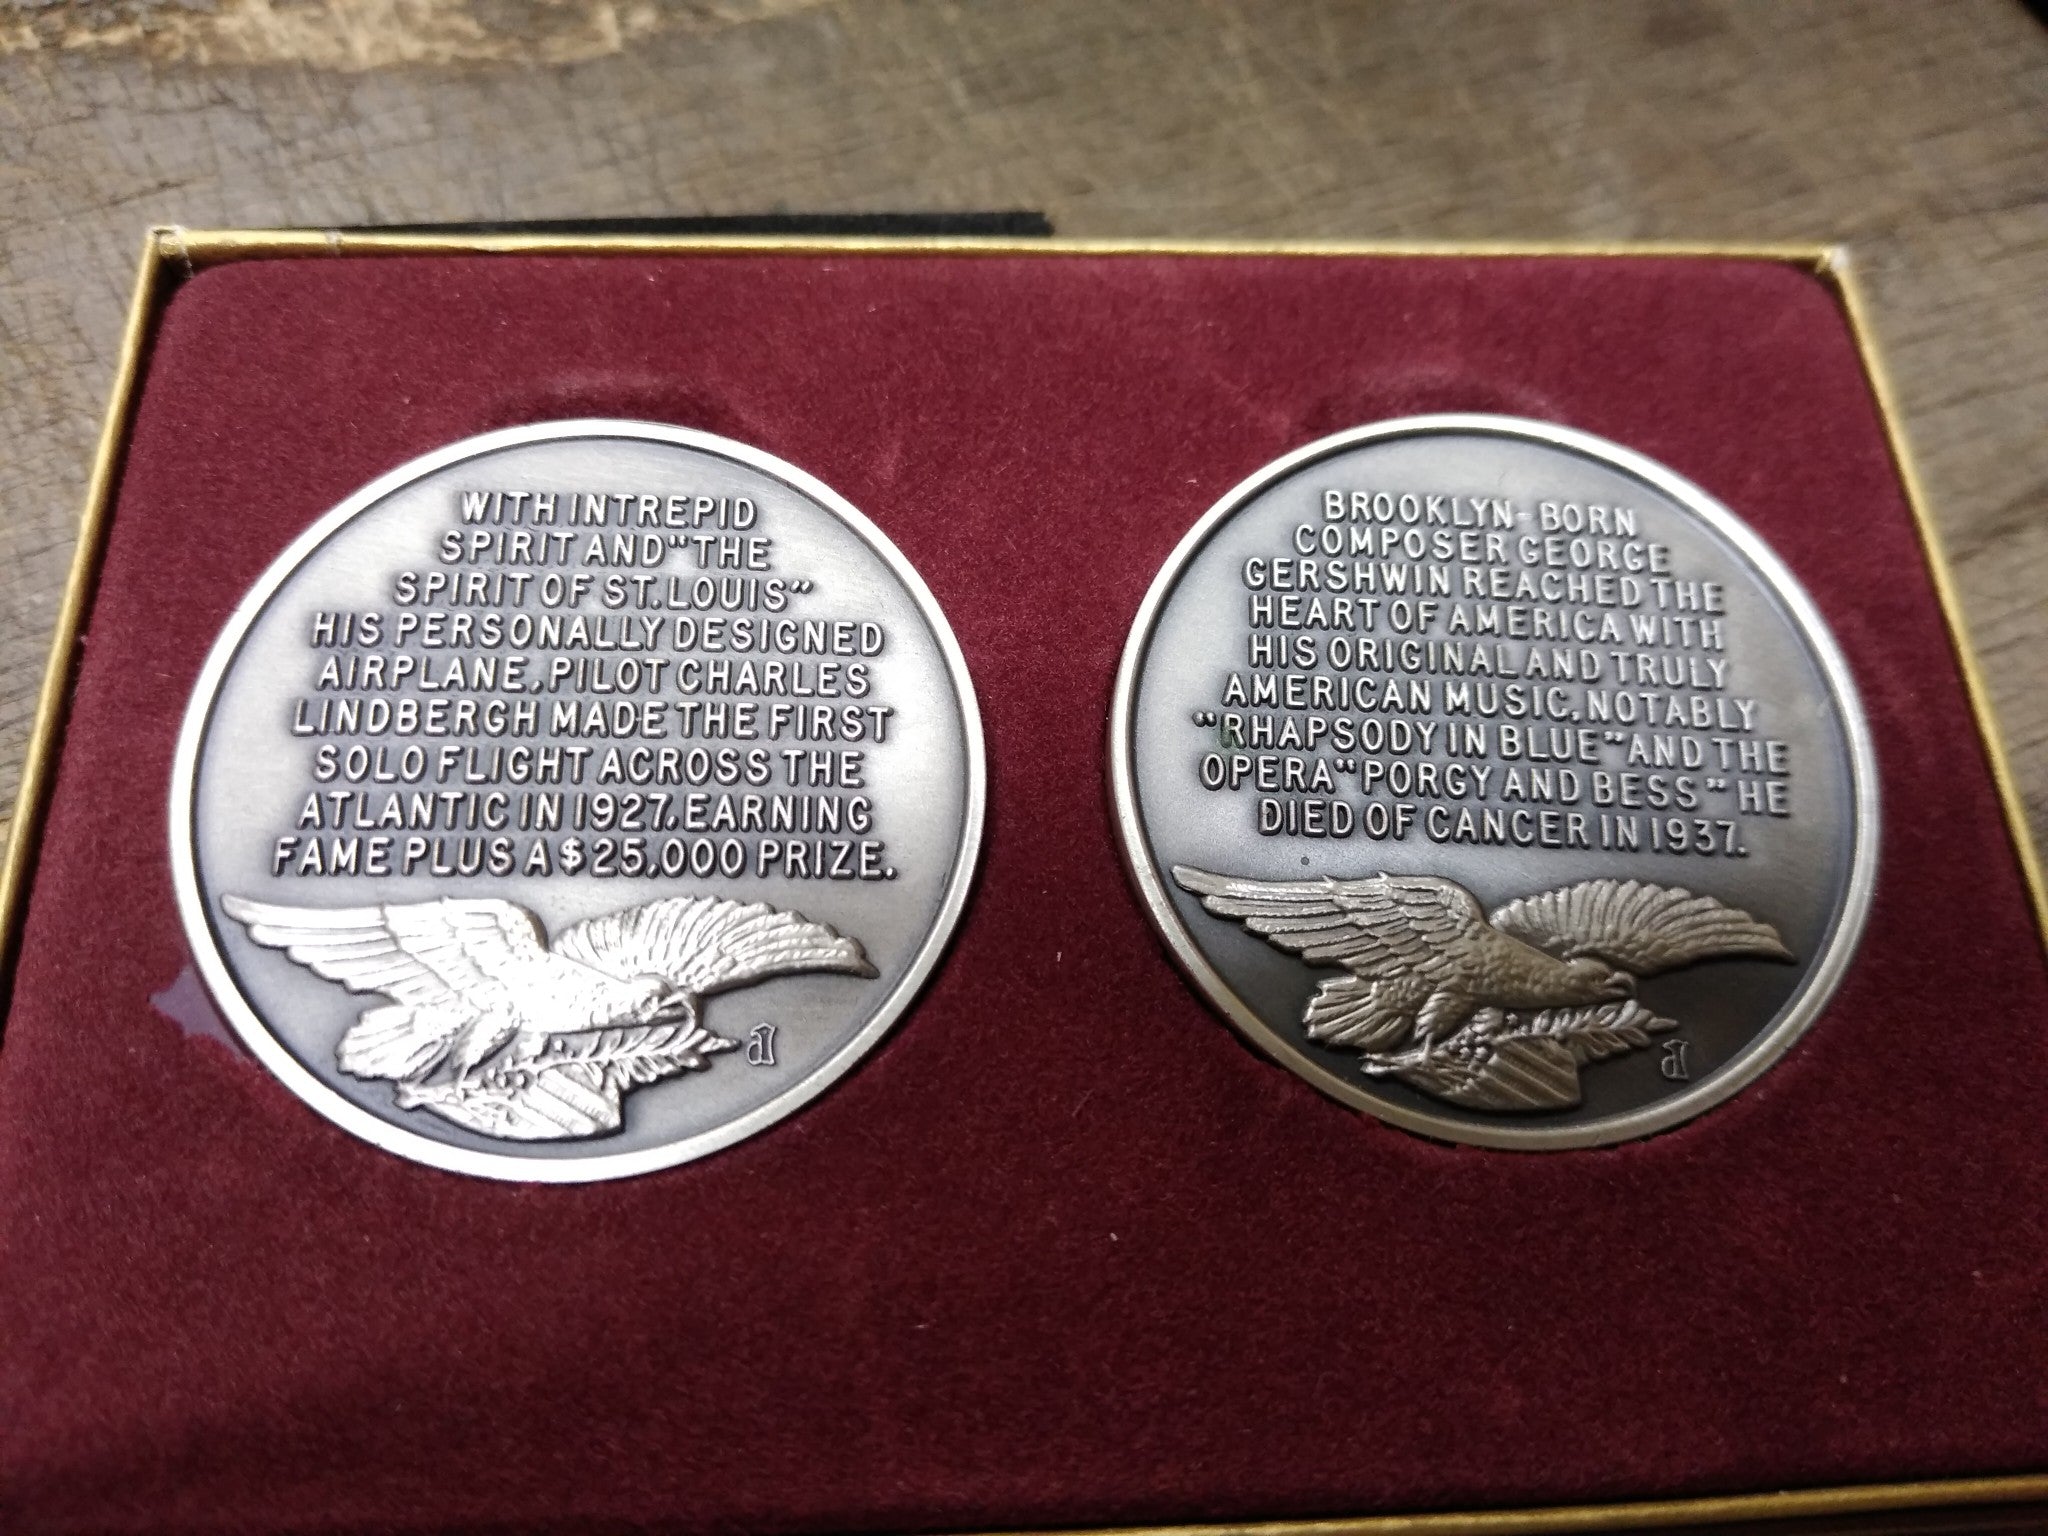 WITH INTREPID
SPIRIT AND "THE
SPIRIT OF ST. LOUIS"
HIS PERSONALLY DESIGNED
AIRPLANE, PILOT CHARLES
LINDBERGH MADE THE FIRST
SOLO FLIGHT ACROSS THE
ATLANTIC IN 1927, EARNING
FAME PLUS A $25,000 PRIZE.
BROOKLYN-BORN
COMPOSER GEORGE
GERSHWIN REACHED THE
HEART OF AMERICA WITH
HIS ORIGINAL AND TRULY
AMERICAN MUSIC, NOTABLY
"RHAPSODY IN BLUE" AND THE
OPERA "PORGY AND BESS" HE
DIED OF CANCER IN 1937.